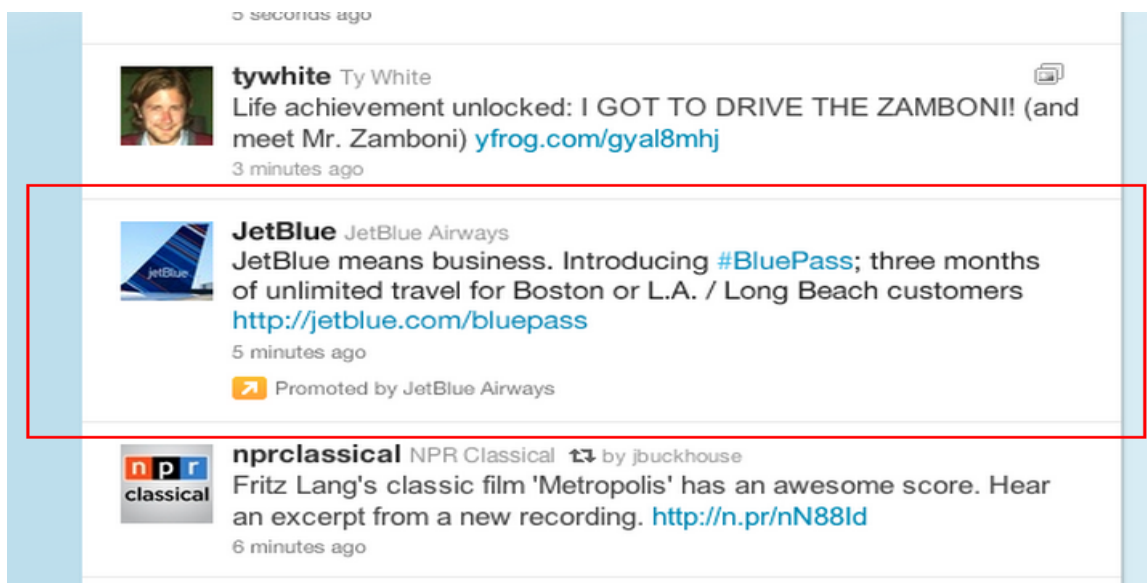 5 seconds ago
tywhite Ty White
Life achievement unlocked: I GOT TO DRIVE THE ZAMBONI! (and
meet Mr. Zamboni) yfrog.com/gyal8mhj
3 minutes ago
jetBlue
JetBlue JetBlue Airways
JetBlue means business. Introducing #BluePass; three months
of unlimited travel for Boston or L.A. / Long Beach customers
http://jetblue.com/bluepass
5 minutes ago
Promoted by JetBlue Airways
npr
classical
nprclassical NPR Classical by jbuckhouse
Fritz Lang's classic film 'Metropolis' has an awesome score. Hear
an excerpt from a new recording. http://n.pr/nN88Id
6 minutes ago